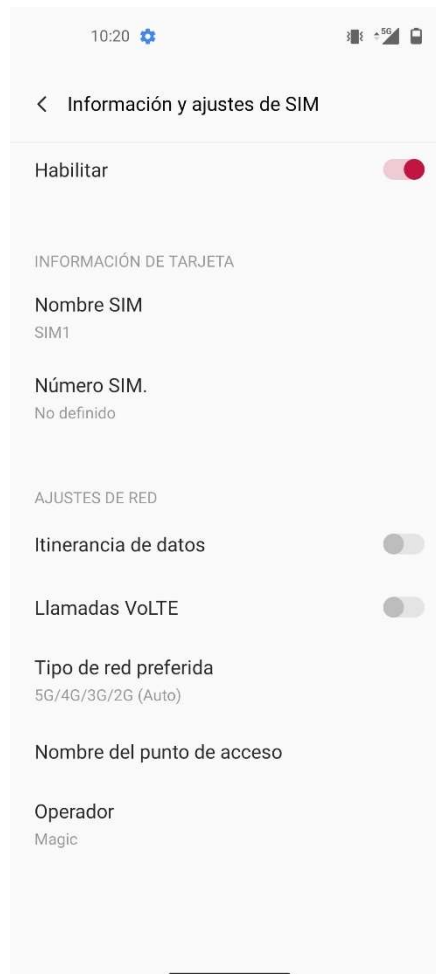 10:20 5G
Información y ajustes de SIM
Habilitar
INFORMACIÓN DE TARJETA
Nombre SIM
SIM1
Número SIM.
No definido
AJUSTES DE RED
Itinerancia de datos
Llamadas VoLTE
Tipo de red preferida
5G/4G/3G/2G (Auto)
Nombre del punto de acceso
Operador
Magic